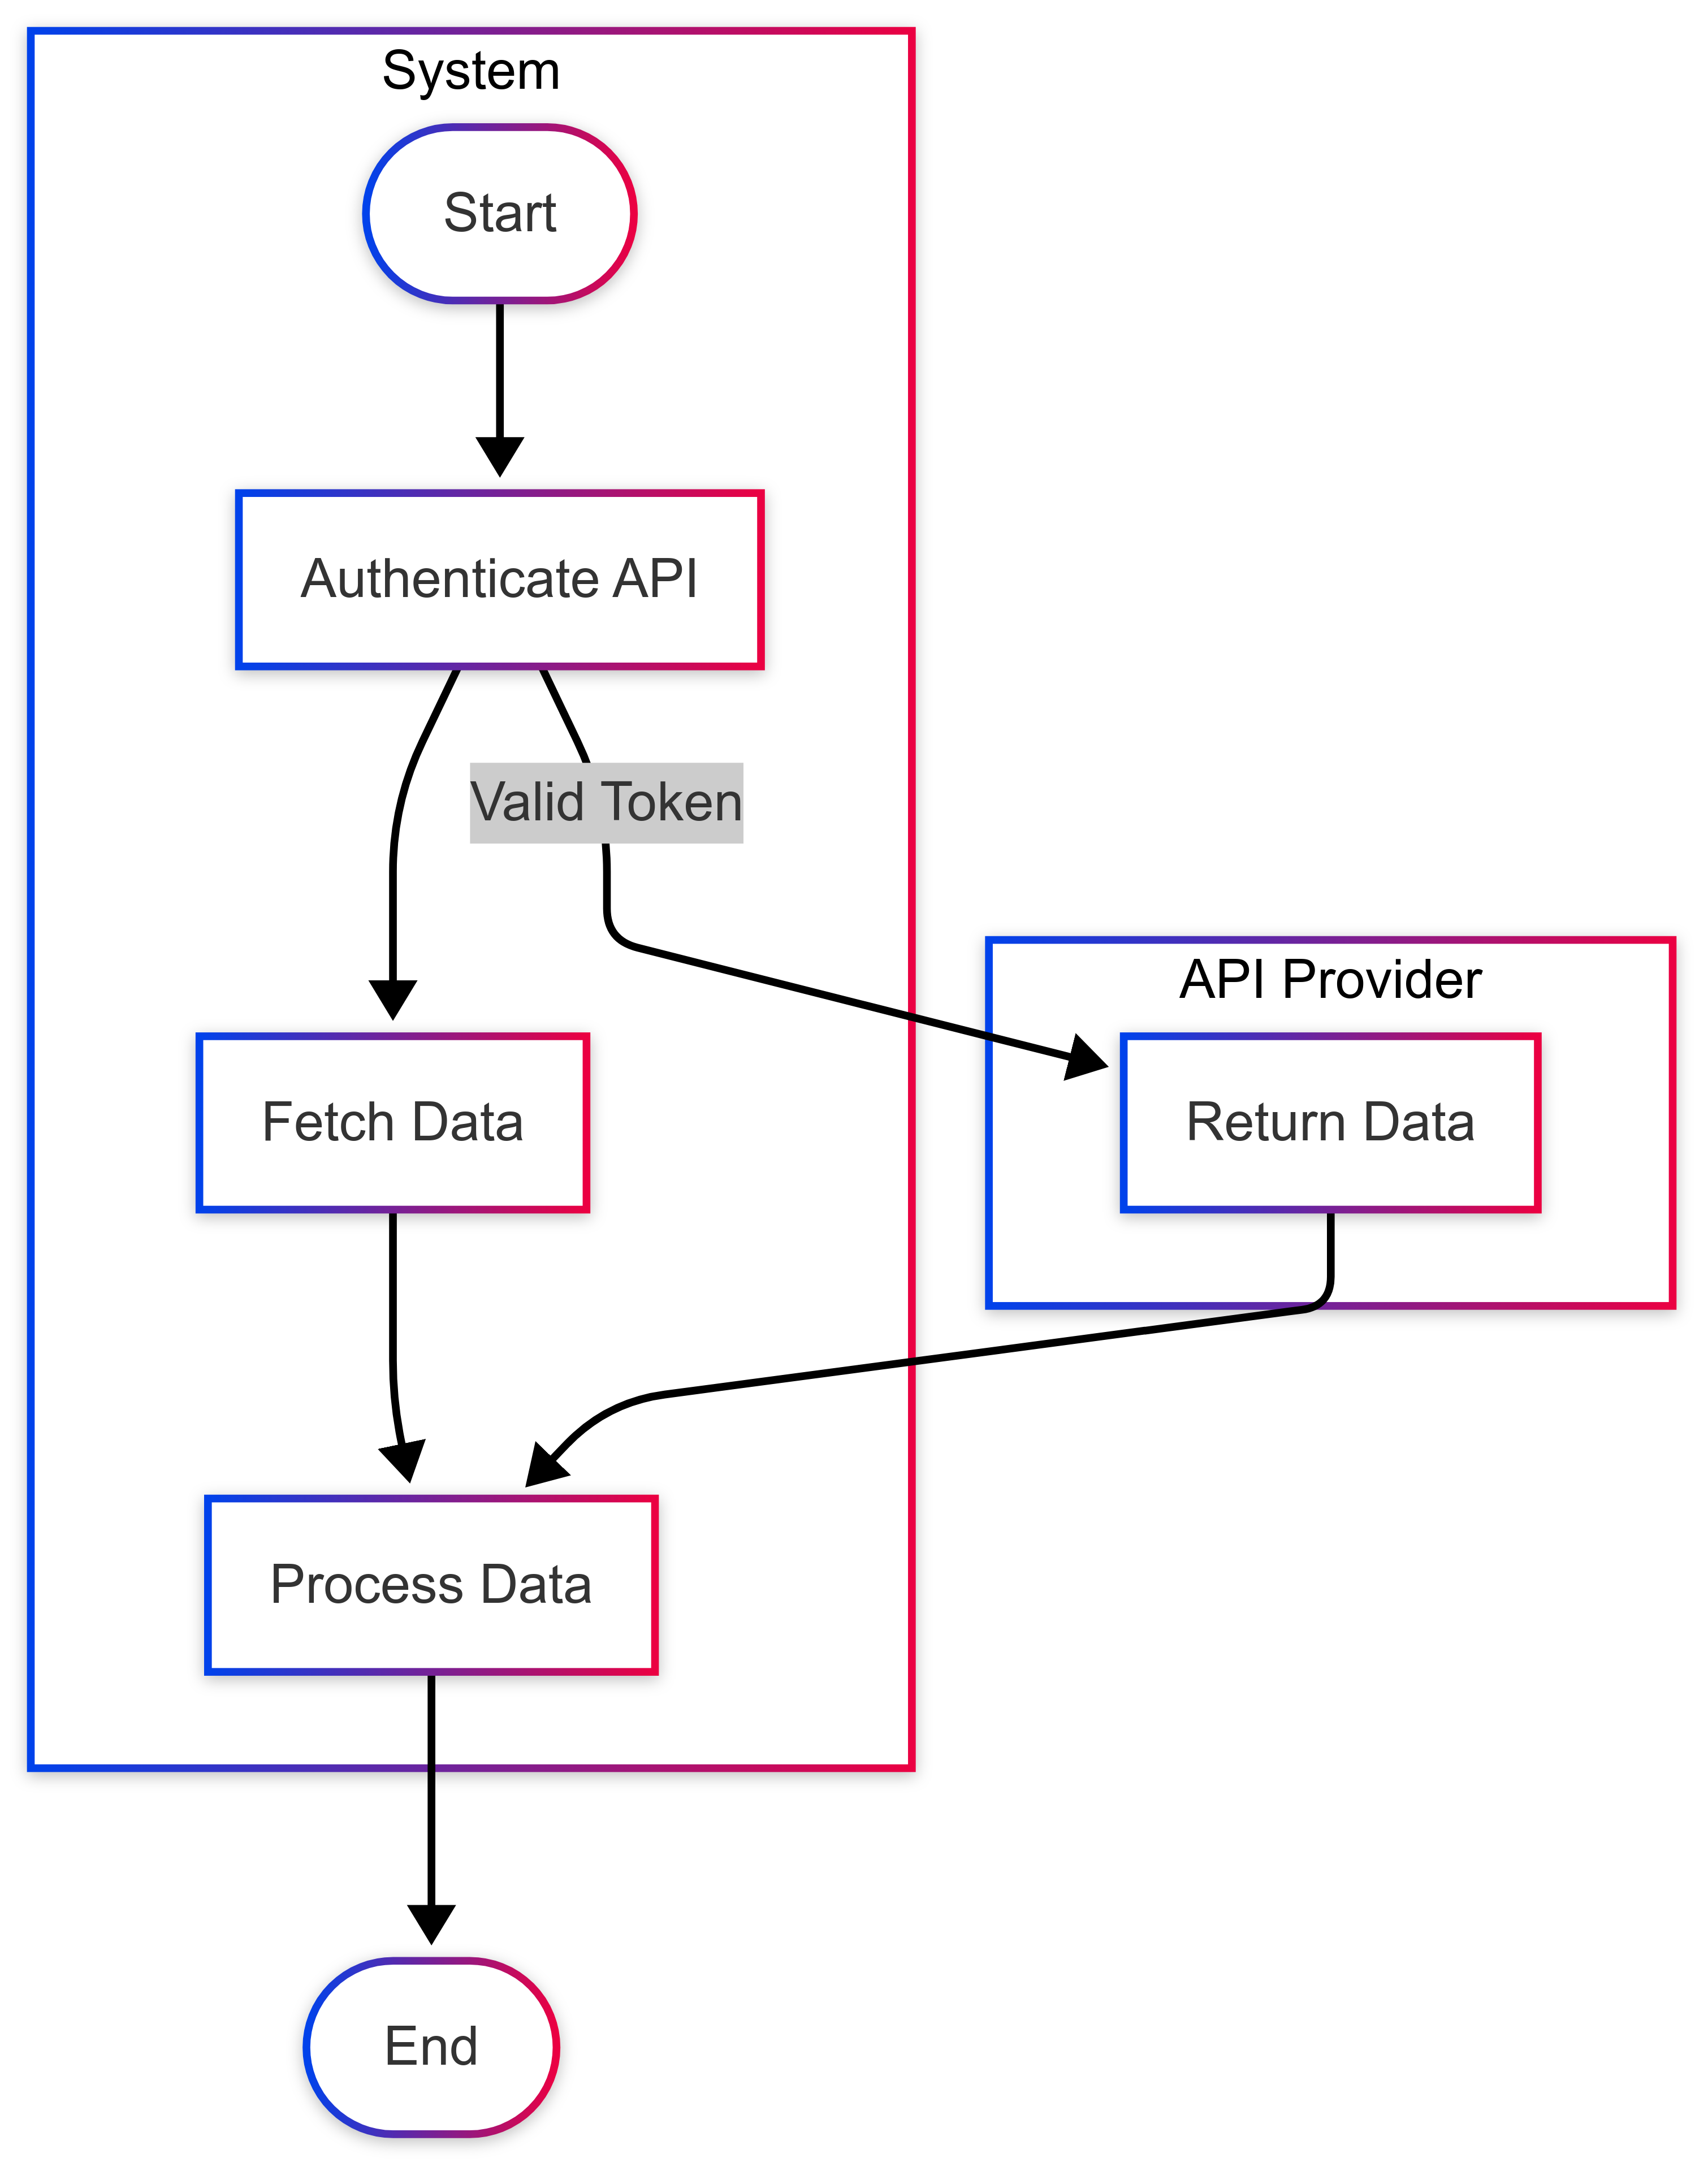 System
Start
Authenticate API
Valid Token
API Provider
Fetch Data
Return Data
Process Data
End